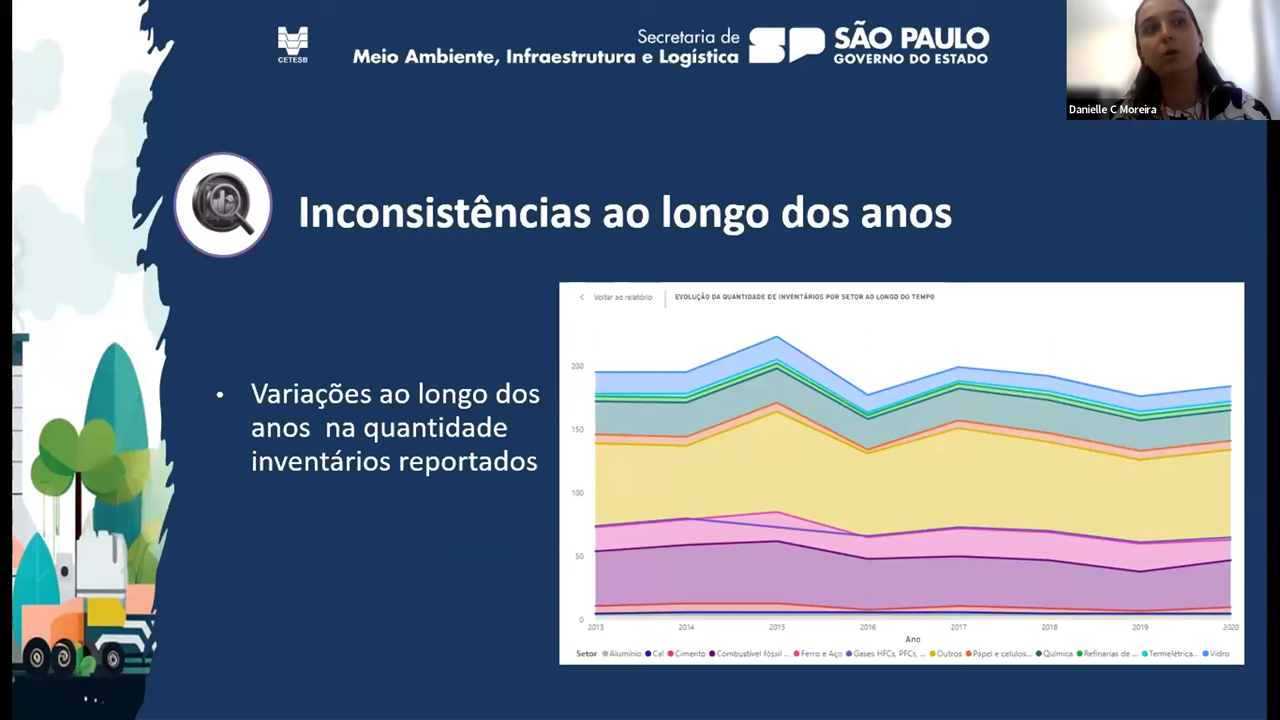 CETESB
Secretaria de
Meio Ambiente, Infraestrutura e Logística
SP
SÃO PAULO
GOVERNO DO ESTADO
Danielle C Moreira
Inconsistências ao longo dos anos
• Variações ao longo dos
anos na quantidade
inventários reportados
Voltar ao relatório
EVOLUÇÃO DA QUANTIDADE DE INVENTÁRIOS POR SETOR AO LONGO DO TEMPO
200
150
100
50
0
2013 2014 2015 2016 2017 2018 2019 2020
Ano
Setor Alumínio Cal Cimento Combustível fóssil ... Ferro e Aço Gases HFCs, PFCs, ... Outros Papel e celulos... Química Refinarias de ... Termelétrica... Vidro